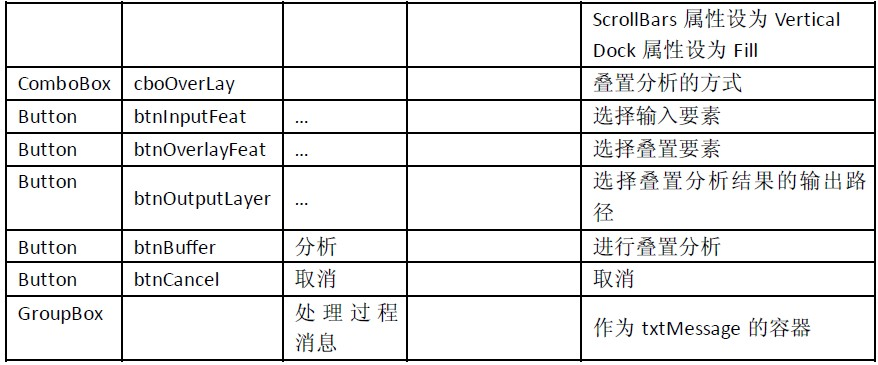 ScrollBars 属性设为 Vertical
Dock 属性设为 Fill
ComboBox cboOverLay 叠置分析的方式
Button btnInputFeat … 选择输入要素
Button btnOverlayFeat … 选择叠置要素
Button btnOutputLayer … 选择叠置分析结果的输出路
径
Button btnBuffer 分析 进行叠置分析
Button btnCancel 取消 取消
GroupBox 处理过程
消息 作为 txtMessage 的容器